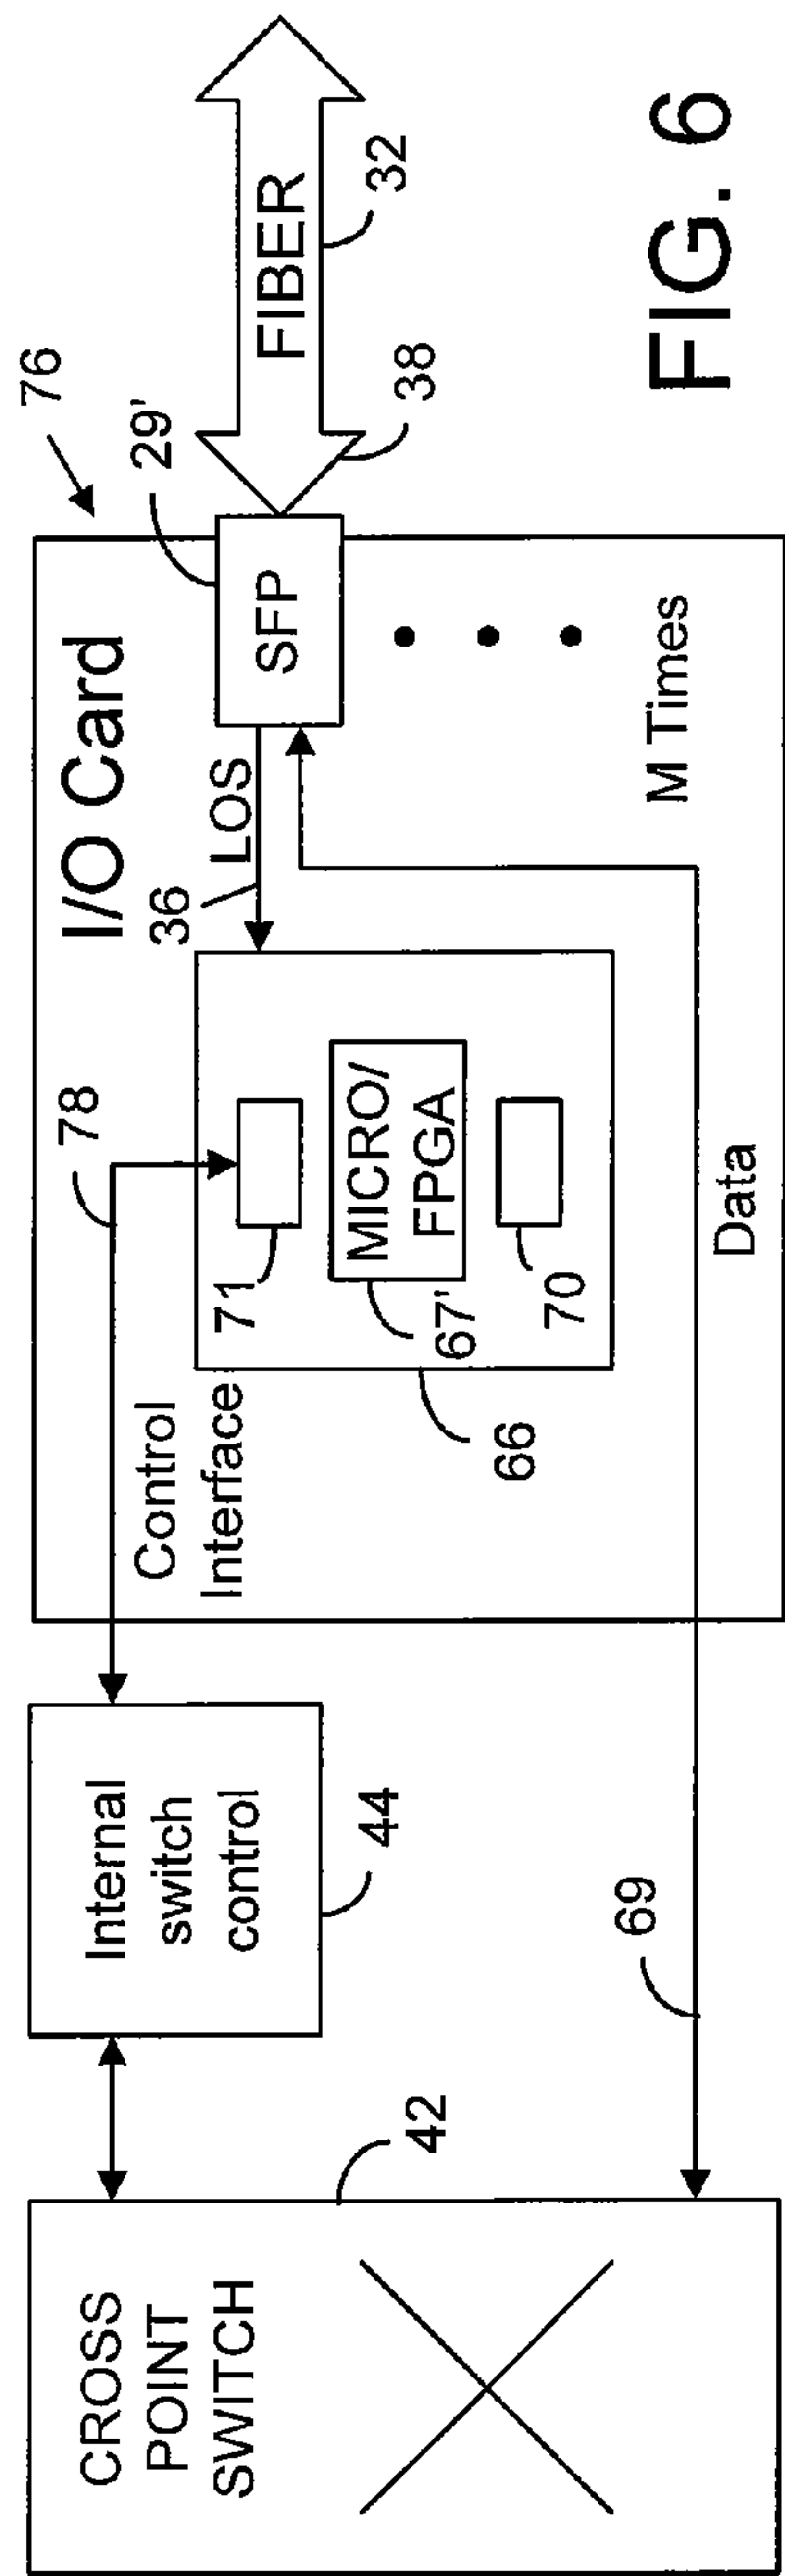 CROSS
POINT
SWITCH
42
Internal
switch
control
44
69
78
Control
Interface
I/O Card
76
36
LOS
71
MICRO/
FPGA
67'
70
66
SFP
29'
FIBER
32
38
M Times
Data
FIG. 6